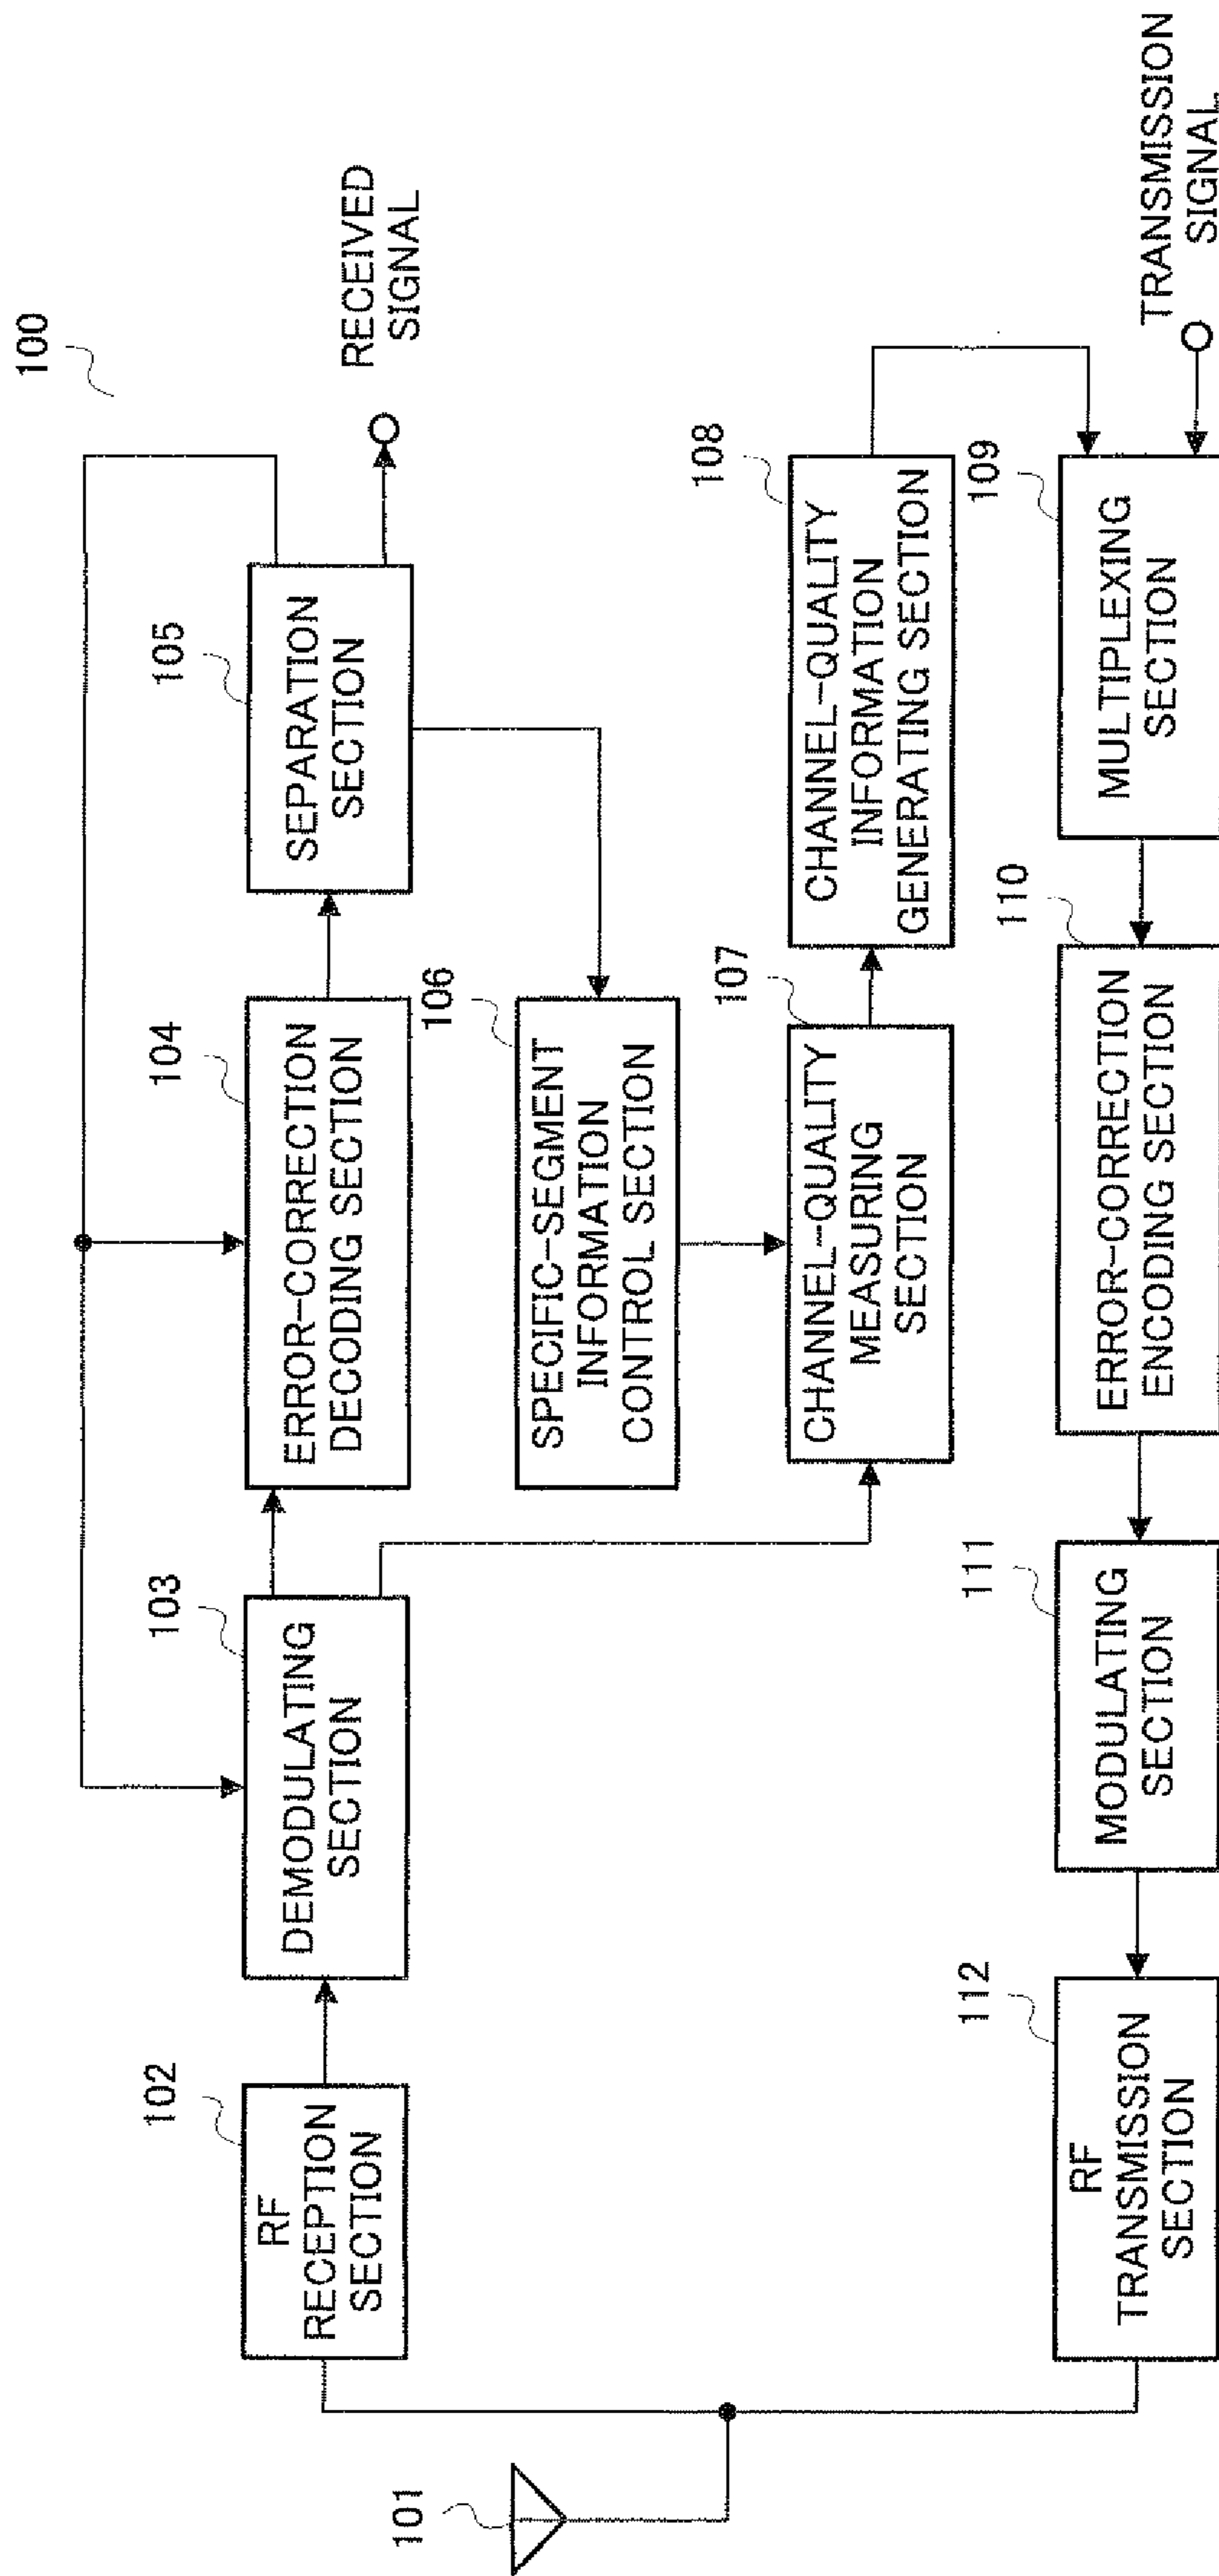 100
101
102
RF
RECEPTION
SECTION
103
DEMODULATING
SECTION
104
ERROR-CORRECTION
DECODING SECTION
105
SEPARATION
SECTION
RECEIVED
SIGNAL
106
SPECIFIC-SEGMENT
INFORMATION
CONTROL SECTION
107
CHANNEL-QUALITY
MEASURING
SECTION
108
CHANNEL-QUALITY
INFORMATION
GENERATING SECTION
112
RF
TRANSMISSION
SECTION
111
MODULATING
SECTION
110
ERROR-CORRECTION
ENCODING SECTION
109
MULTIPLEXING
SECTION
TRANSMISSION
SIGNAL